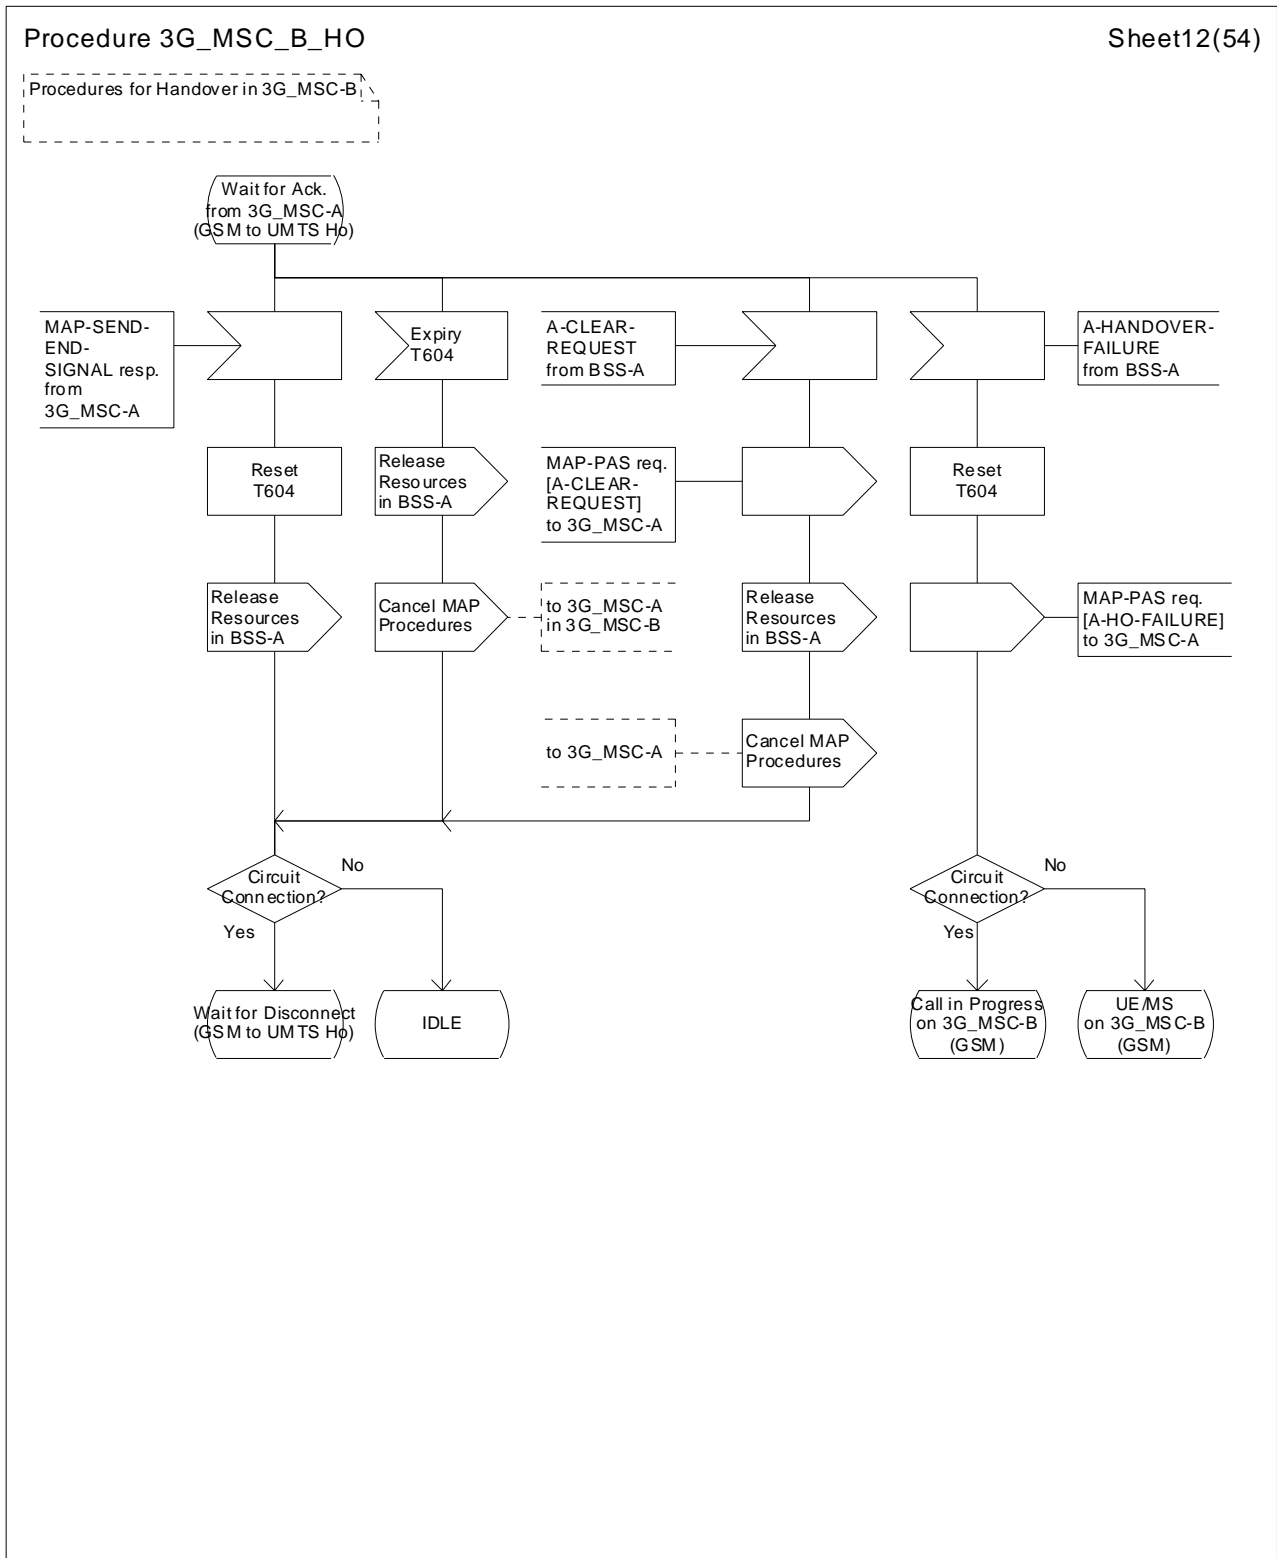 Procedure 3G_MSC_B_HO
Sheet12(54)
Procedures for Handover in 3G_MSC-B
Wait for Ack.
from 3G_MSC-A
(GSM to UMTS Ho)
MAP-SEND-
END-
SIGNAL resp.
from
3G_MSC-A
Expiry
T604
A-CLEAR-
REQUEST
from BSS-A
A-HANDOVER-
FAILURE
from BSS-A
Reset
T604
Release
Resources
in BSS-A
MAP-PAS req.
[A-CLEAR-
REQUEST]
to 3G_MSC-A
Reset
T604
Release
Resources
in BSS-A
Cancel MAP
Procedures
to 3G_MSC-A
in 3G_MSC-B
Release
Resources
in BSS-A
MAP-PAS req.
[A-HO-FAILURE]
to 3G_MSC-A
to 3G_MSC-A
Cancel MAP
Procedures
Circuit
Connection?
No
Yes
Circuit
Connection?
No
Yes
Wait for Disconnect
(GSM to UMTS Ho)
IDLE
Call in Progress
on 3G_MSC-B
(GSM)
UE/MS
on 3G_MSC-B
(GSM)